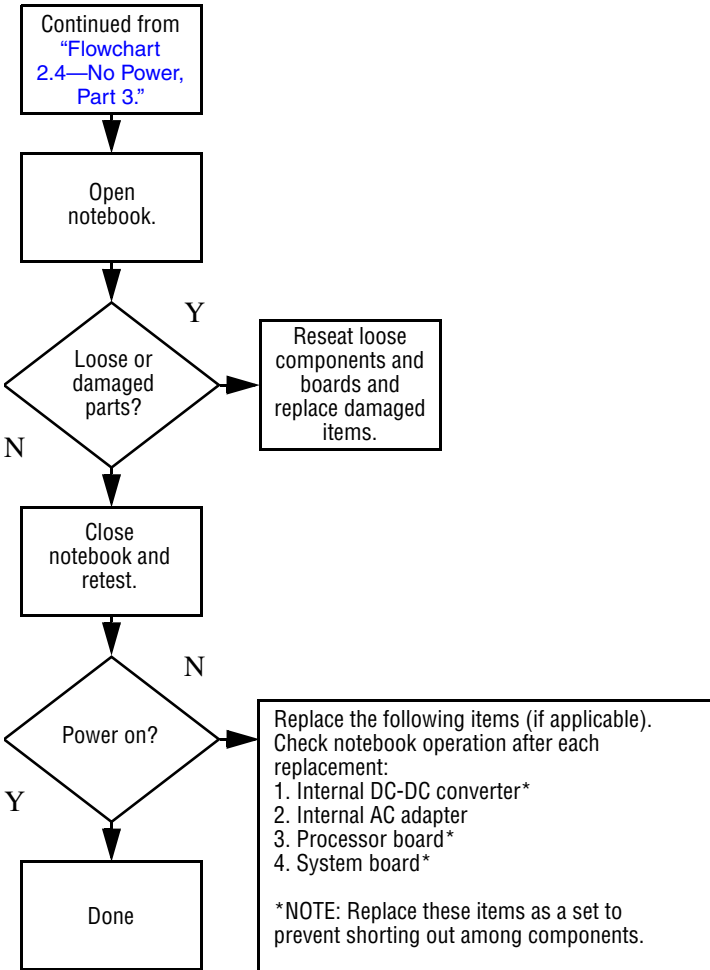 Continued from
“Flowchart
2.4—No Power,
Part 3.”
Open
notebook.
Y
Loose or
damaged
parts?
Reseat loose
components and
boards and
replace damaged
items.
N
Close
notebook and
retest.
N
Power on?
Replace the following items (if applicable).
Check notebook operation after each
replacement:
1. Internal DC-DC converter*
2. Internal AC adapter
3. Processor board*
4. System board*
*NOTE: Replace these items as a set to
prevent shorting out among components.
Y
Done